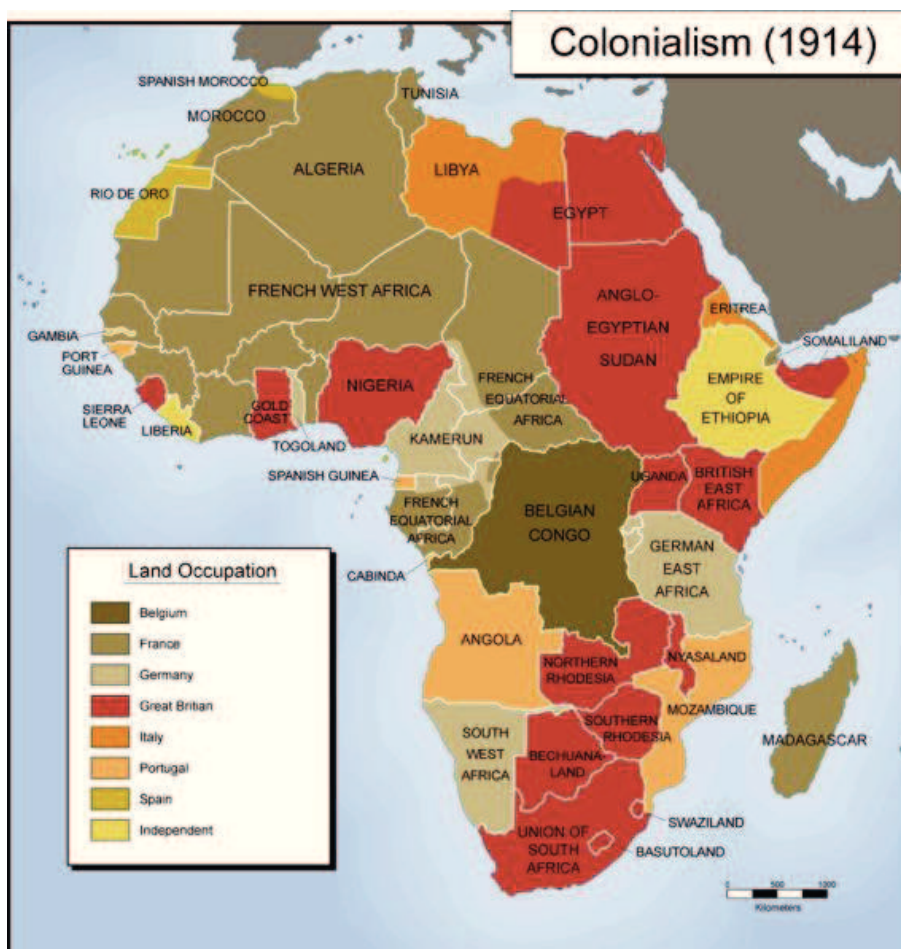 Colonialism (1914)
SPANISH MOROCCO
TUNISIA
MOROCCO
ALGERIA
LIBYA
RIO DE ORO
EGYPT
FRENCH WEST AFRICA
ANGLO-
EGYPTIAN
SUDAN
ERITREA
GAMBIA
PORT
GUINEA
SOMALILAND
NIGERIA
FRENCH
EQUATORIAL
AFRICA
EMPIRE
OF
ETHIOPIA
SIERRA
LEONE
LIBERIA
GOLD
COAST
TOGOLAND
KAMERUN
SPANISH GUINEA
UGANDA
BRITISH
EAST
AFRICA
FRENCH
EQUATORIAL
AFRICA
BELGIAN
CONGO
CABINDA
GERMAN
EAST
AFRICA
Land Occupation
Belgium
France
Germany
Great Britian
Italy
Portugal
Spain
Independent
ANGOLA
NORTHERN
RHODESIA
NYASALAND
MOZAMBIQUE
SOUTH
WEST
AFRICA
SOUTHERN
RHODESIA
BECHUANA-
LAND
MADAGASCAR
SWAZILAND
UNION OF
SOUTH
AFRICA
BASUTOLAND
0 500 1000
Kilometers